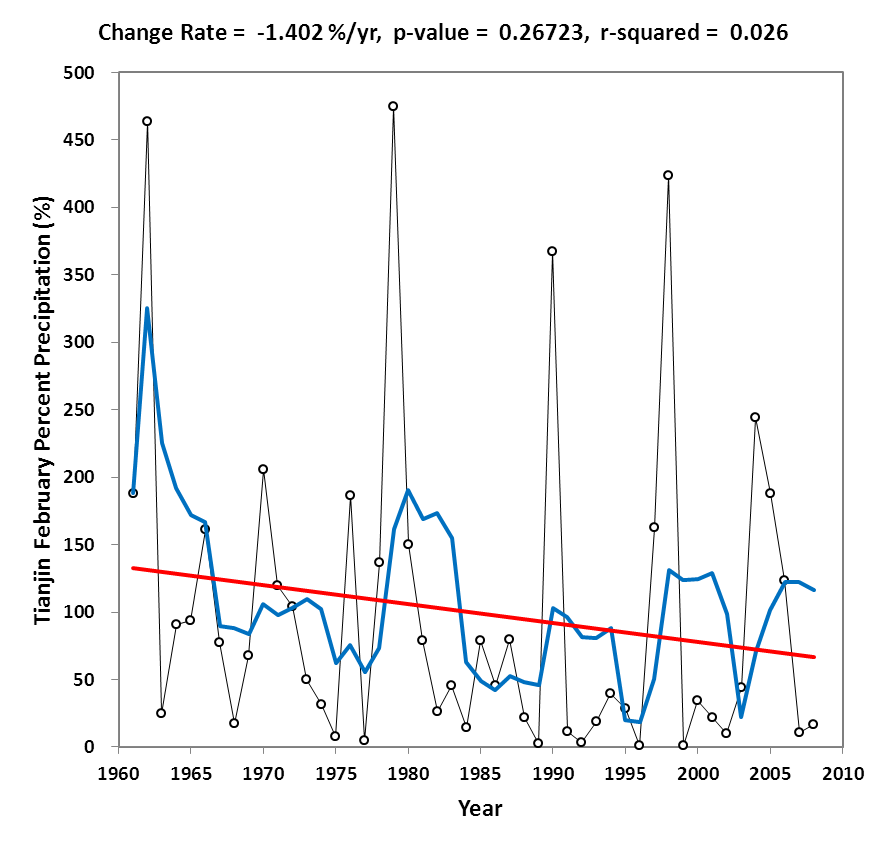 Change Rate = -1.402 %/yr, p-value = 0.26723, r-squared = 0.026
Tianjin February Percent Precipitation (%)
500
450
400
350
300
250
200
150
100
50
0
1960 1965 1970 1975 1980 1985 1990 1995 2000 2005 2010
Year